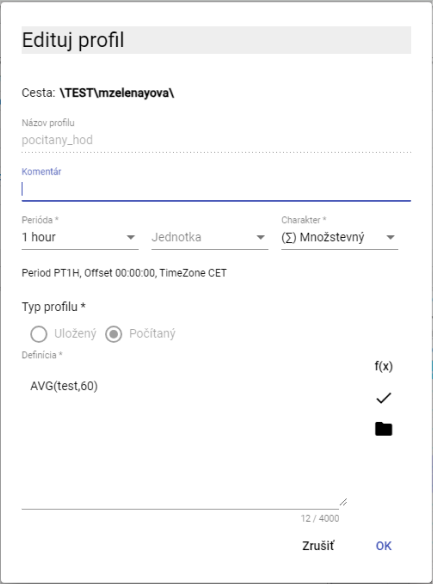 Edituj profil
Cesta: \TEST\mzelenayova\
Názov profilu
pocitany_hod
Komentár
Perióda * Charakter *
1 hour Jednotka (∑) Množstevný
Period PT1H, Offset 00:00:00, TimeZone CET
Typ profilu *
Uložený Počítaný
Definícia *
f(x)
AVG(test,60)
12 / 4000
Zrušiť OK